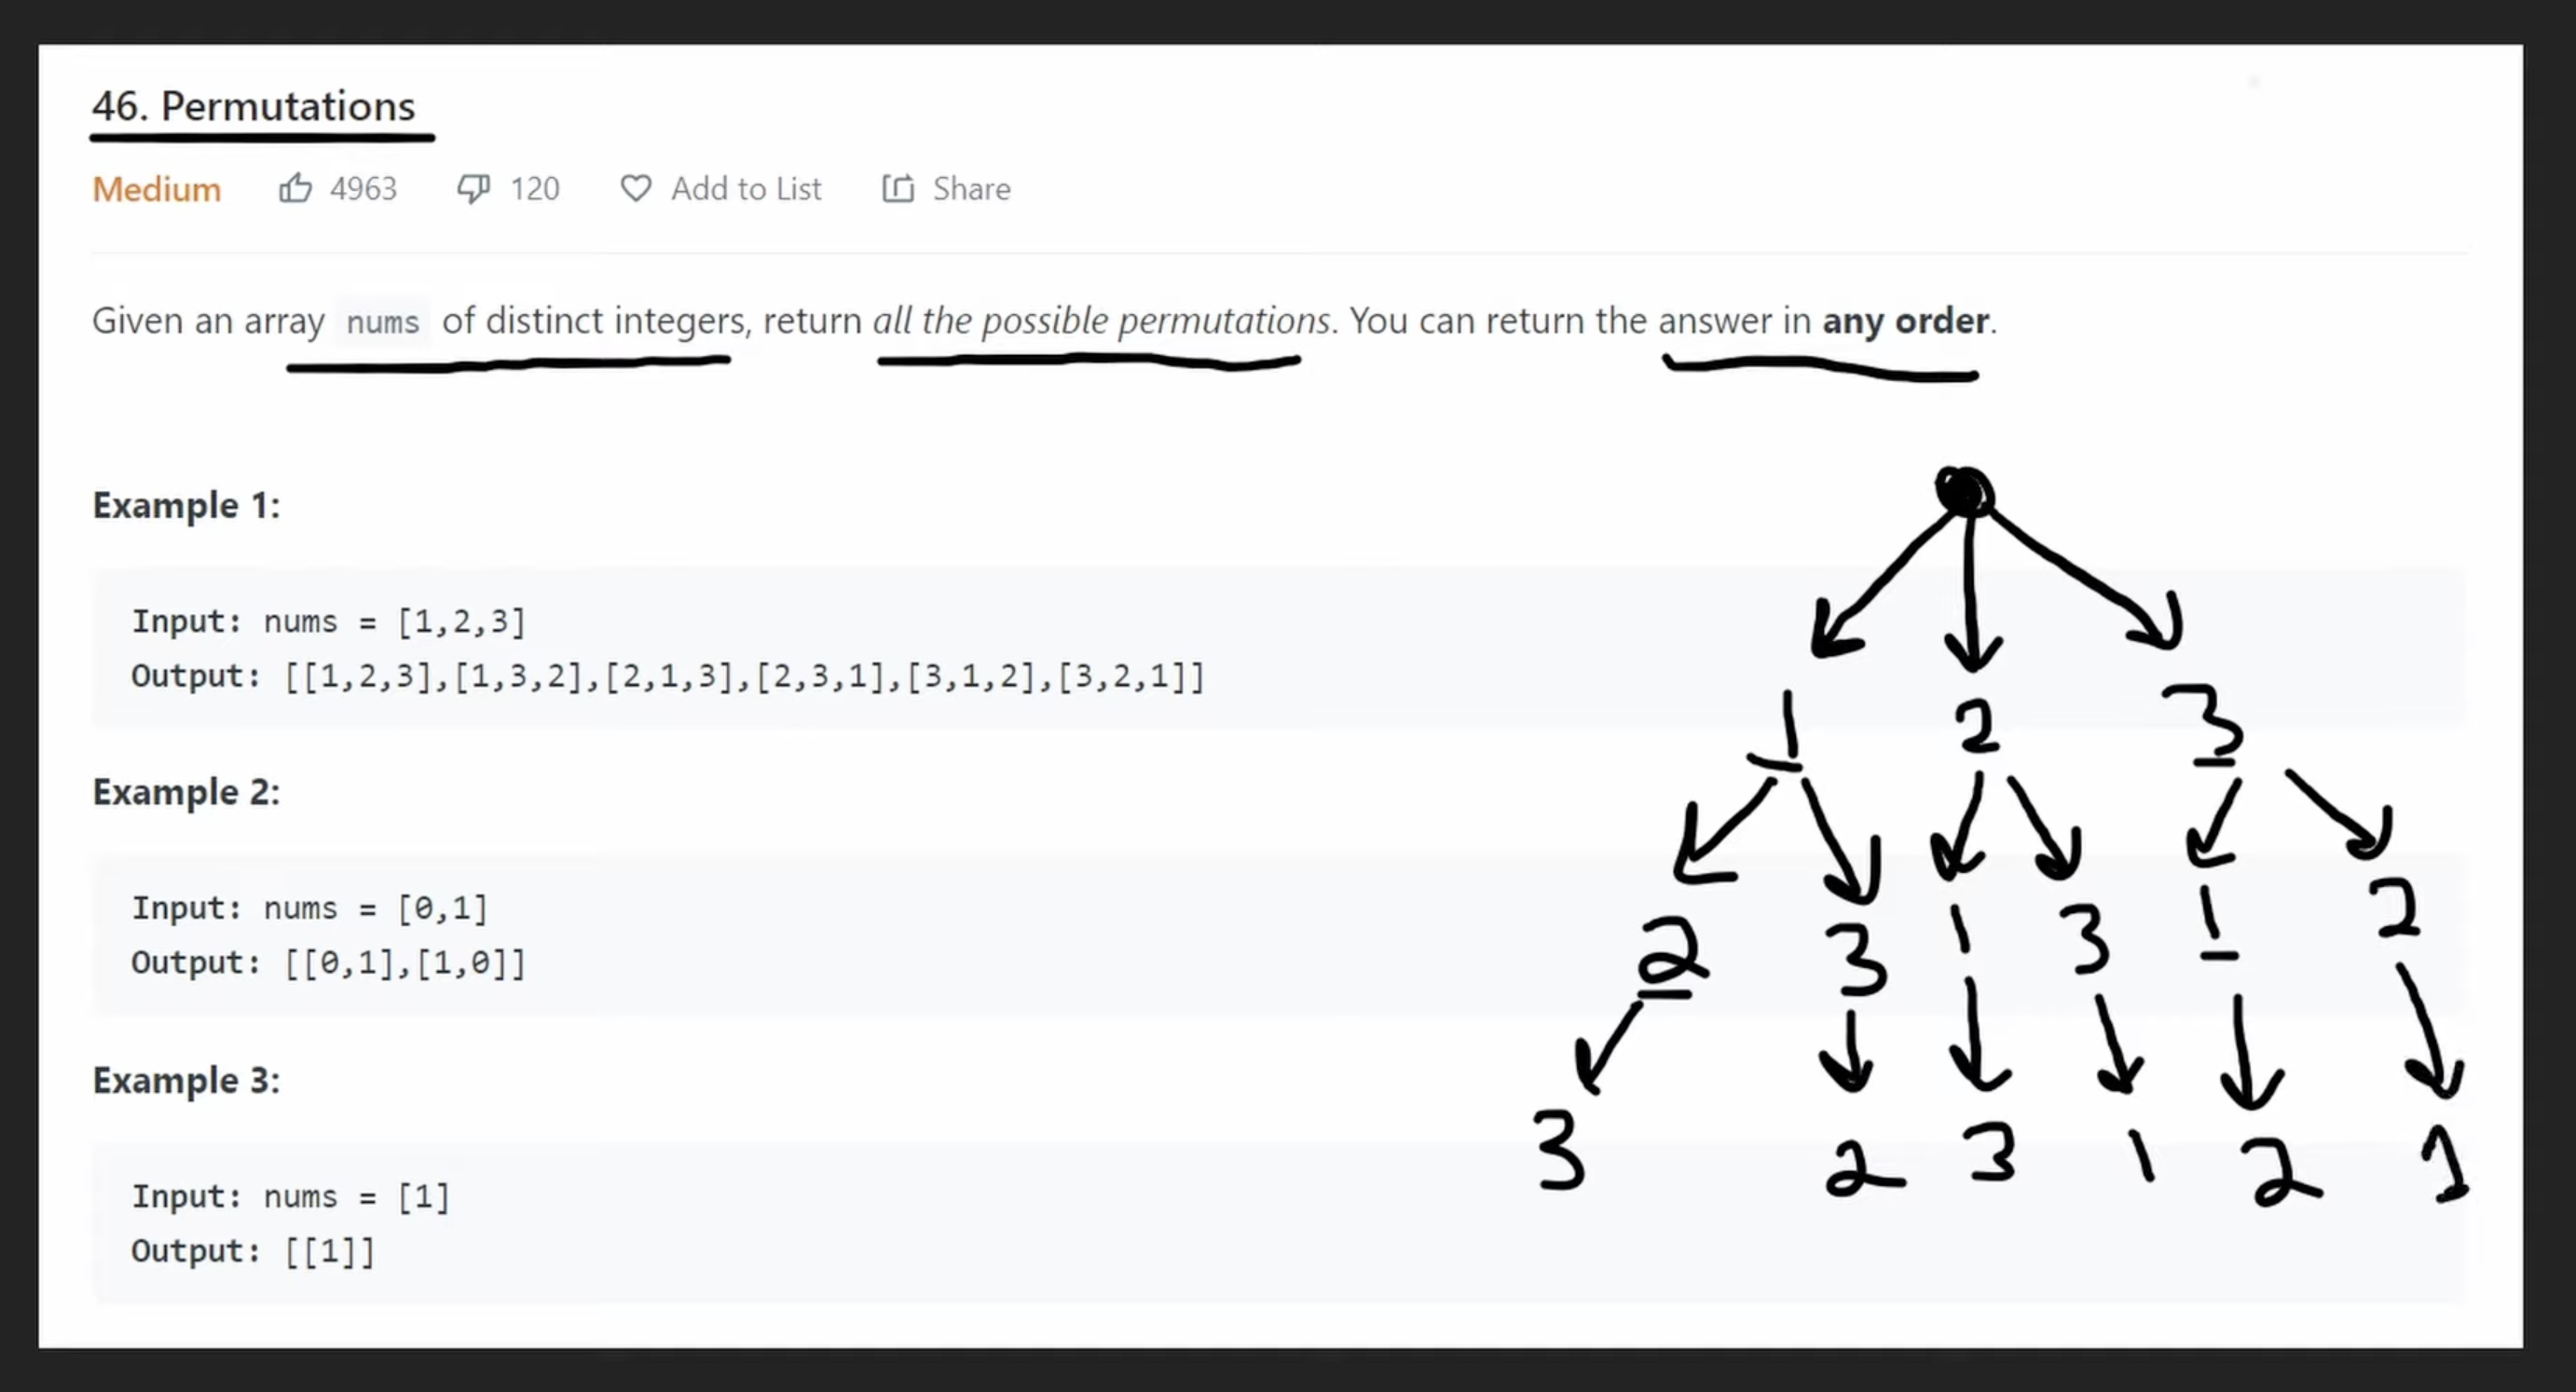 46. Permutations
Medium 4963 120 Add to List Share
Given an array nums of distinct integers, return all the possible permutations. You can return the answer in any order.
Example 1:
Input: nums = [1,2,3]
Output: [[1,2,3],[1,3,2],[2,1,3],[2,3,1],[3,1,2],[3,2,1]]
Example 2:
Input: nums = [0,1]
Output: [[0,1],[1,0]]
Example 3:
Input: nums = [1]
Output: [[1]]
1 2 3
2 3 1 3 1 2
3 2 3 1 2 1